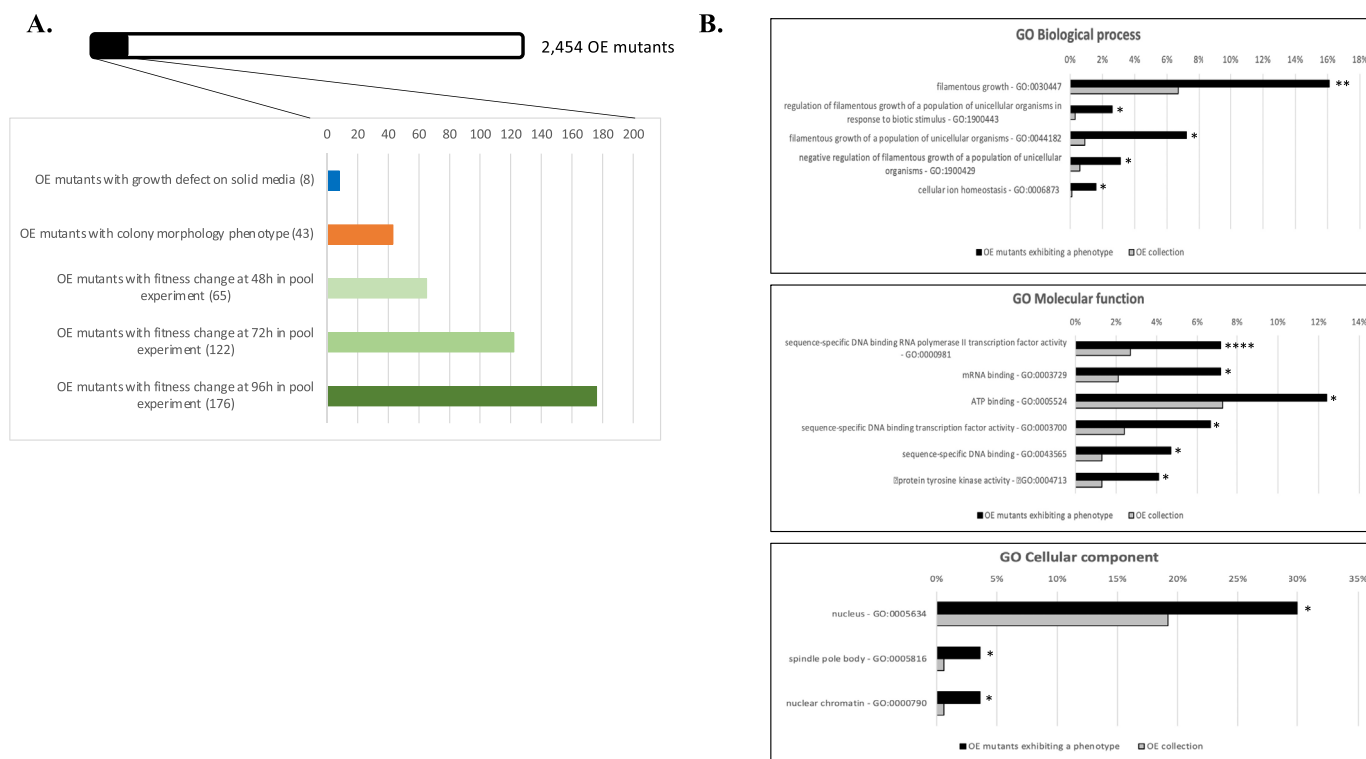 A.
2,454 OE mutants
0 20 40 60 80 100 120 140 160 180 200
OE mutants with growth defect on solid media (8)
OE mutants with colony morphology phenotype (43)
OE mutants with fitness change at 48h in pool
experiment (65)
OE mutants with fitness change at 72h in pool
experiment (122)
OE mutants with fitness change at 96h in pool
experiment (176)
B.
GO Biological process
0% 2% 4% 6% 8% 10% 12% 14% 16% 18%
filamentous growth - GO:0030447 **
regulation of filamentous growth of a population of unicellular organisms in
response to biotic stimulus - GO:1900443 *
filamentous growth of a population of unicellular organisms - GO:0044182 *
negative regulation of filamentous growth of a population of unicellular
organisms - GO:1900429 *
cellular ion homeostasis - GO:0006873 *
OE mutants exhibiting a phenotype OE collection
GO Molecular function
0% 2% 4% 6% 8% 10% 12% 14%
sequence-specific DNA binding RNA polymerase II transcription factor activity
- GO:0000981 ****
mRNA binding - GO:0003729 *
ATP binding - GO:0005524 *
sequence-specific DNA binding transcription factor activity - GO:0003700 *
sequence-specific DNA binding - GO:0043565 *
protein tyrosine kinase activity - GO:0004713 *
OE mutants exhibiting a phenotype OE collection
GO Cellular component
0% 5% 10% 15% 20% 25% 30% 35%
nucleus - GO:0005634 *
spindle pole body - GO:0005816 *
nuclear chromatin - GO:0000790 *
OE mutants exhibiting a phenotype OE collection